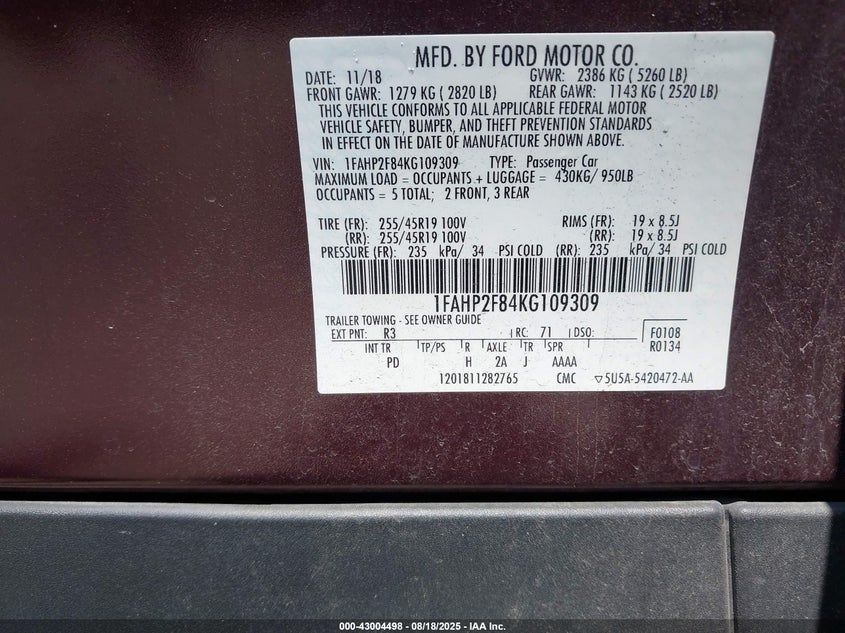 MFD. BY FORD MOTOR CO.
DATE: 11/18 GVWR: 2386 KG ( 5260 LB)
FRONT GAWR: 1279 KG ( 2820 LB) REAR GAWR: 1143 KG ( 2520 LB)
THIS VEHICLE CONFORMS TO ALL APPLICABLE FEDERAL MOTOR
VEHICLE SAFETY, BUMPER, AND THEFT PREVENTION STANDARDS
IN EFFECT ON THE DATE OF MANUFACTURE SHOWN ABOVE.
VIN: 1FAHP2F84KG109309 TYPE: Passenger Car
MAXIMUM LOAD = OCCUPANTS + LUGGAGE = 430KG/ 950LB
OCCUPANTS = 5 TOTAL; 2 FRONT, 3 REAR
TIRE (FR): 255/45R19 100V RIMS (FR): 19 x 8.5J
(RR): 255/45R19 100V (RR): 19 x 8.5J
PRESSURE (FR): 235 kPa/ 34 PSI COLD (RR): 235 kPa/ 34 PSI COLD
1FAHP2F84KG109309
TRAILER TOWING - SEE OWNER GUIDE
EXT PNT: R3 RC: 71 DSO: F0108
INT TR TP/PS R AXLE TR SPR R0134
PD H 2A J AAAA
1201811282765 CMC ▽5U5A-5420472-AA
000-43004498 - 08/18/2025 - IAA Inc.